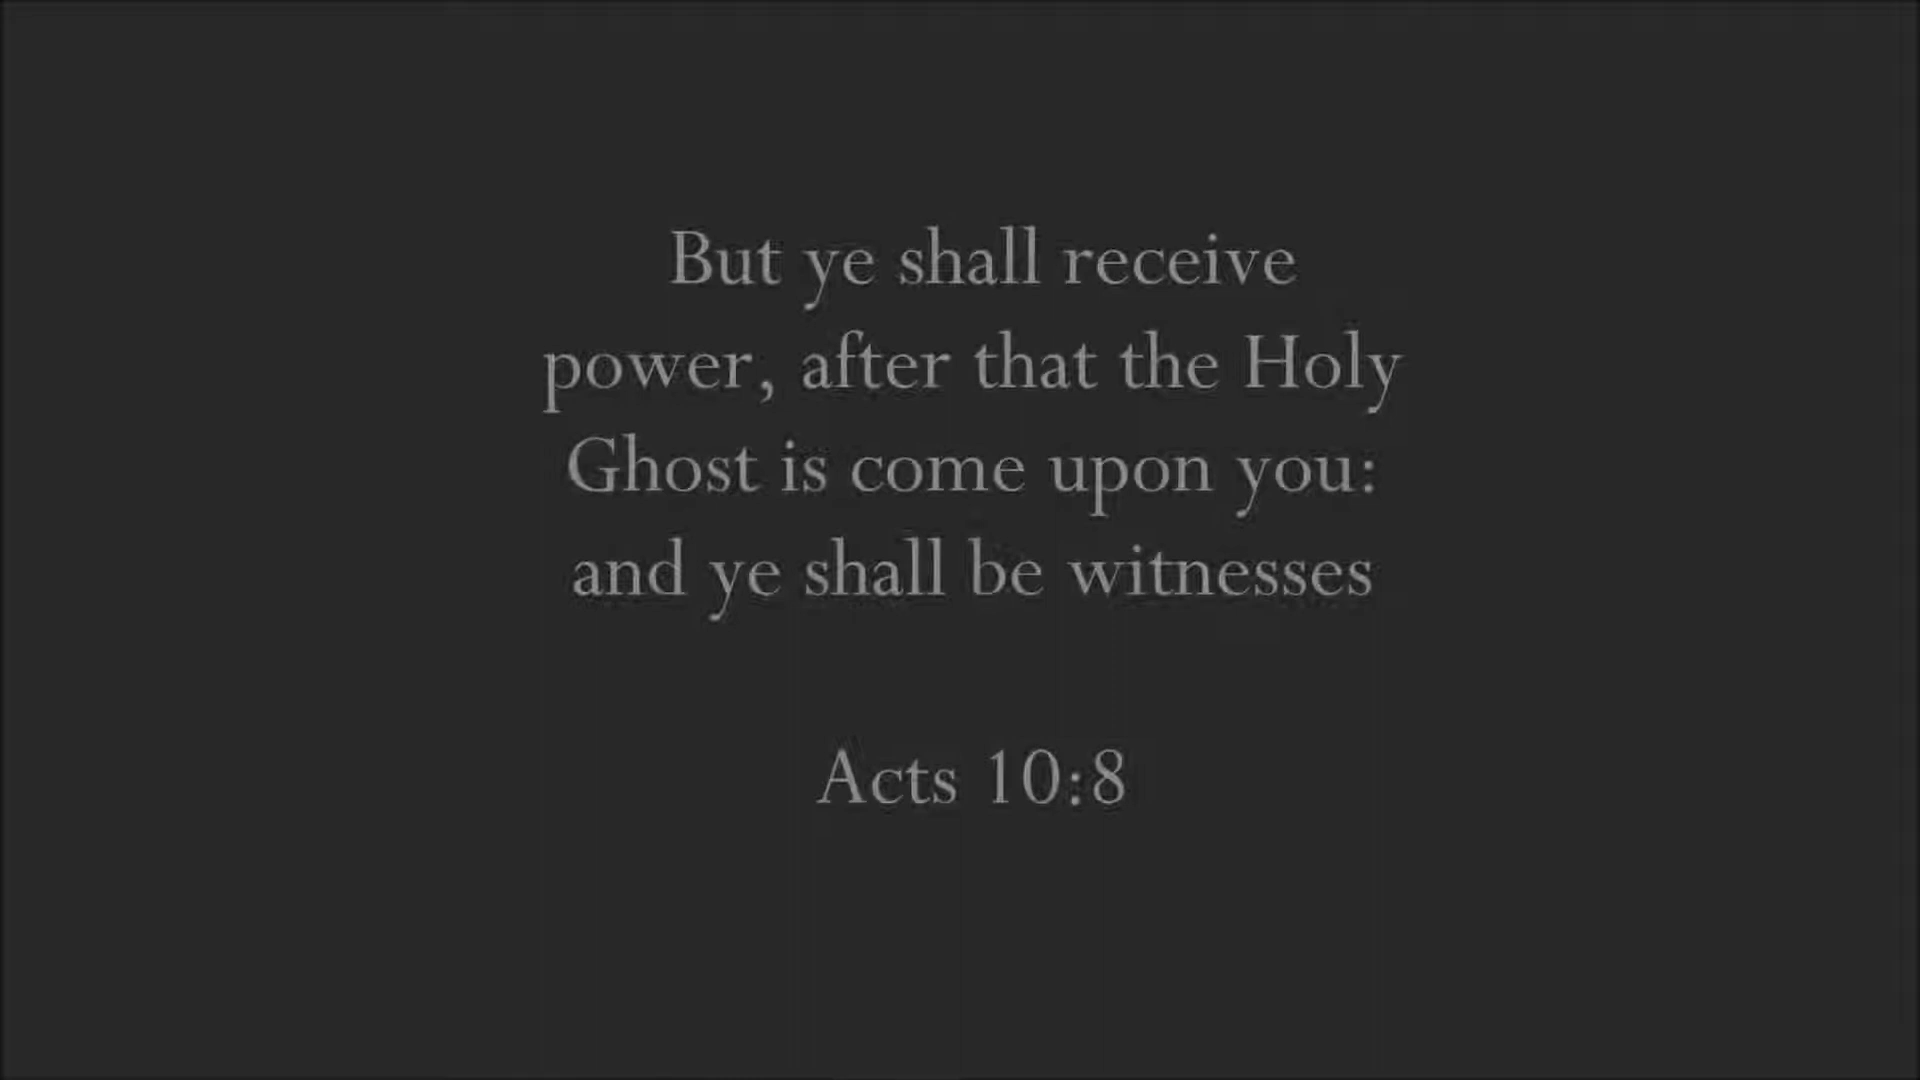 But ye shall receive
power, after that the Holy
Ghost is come upon you:
and ye shall be witnesses
Acts 10:8